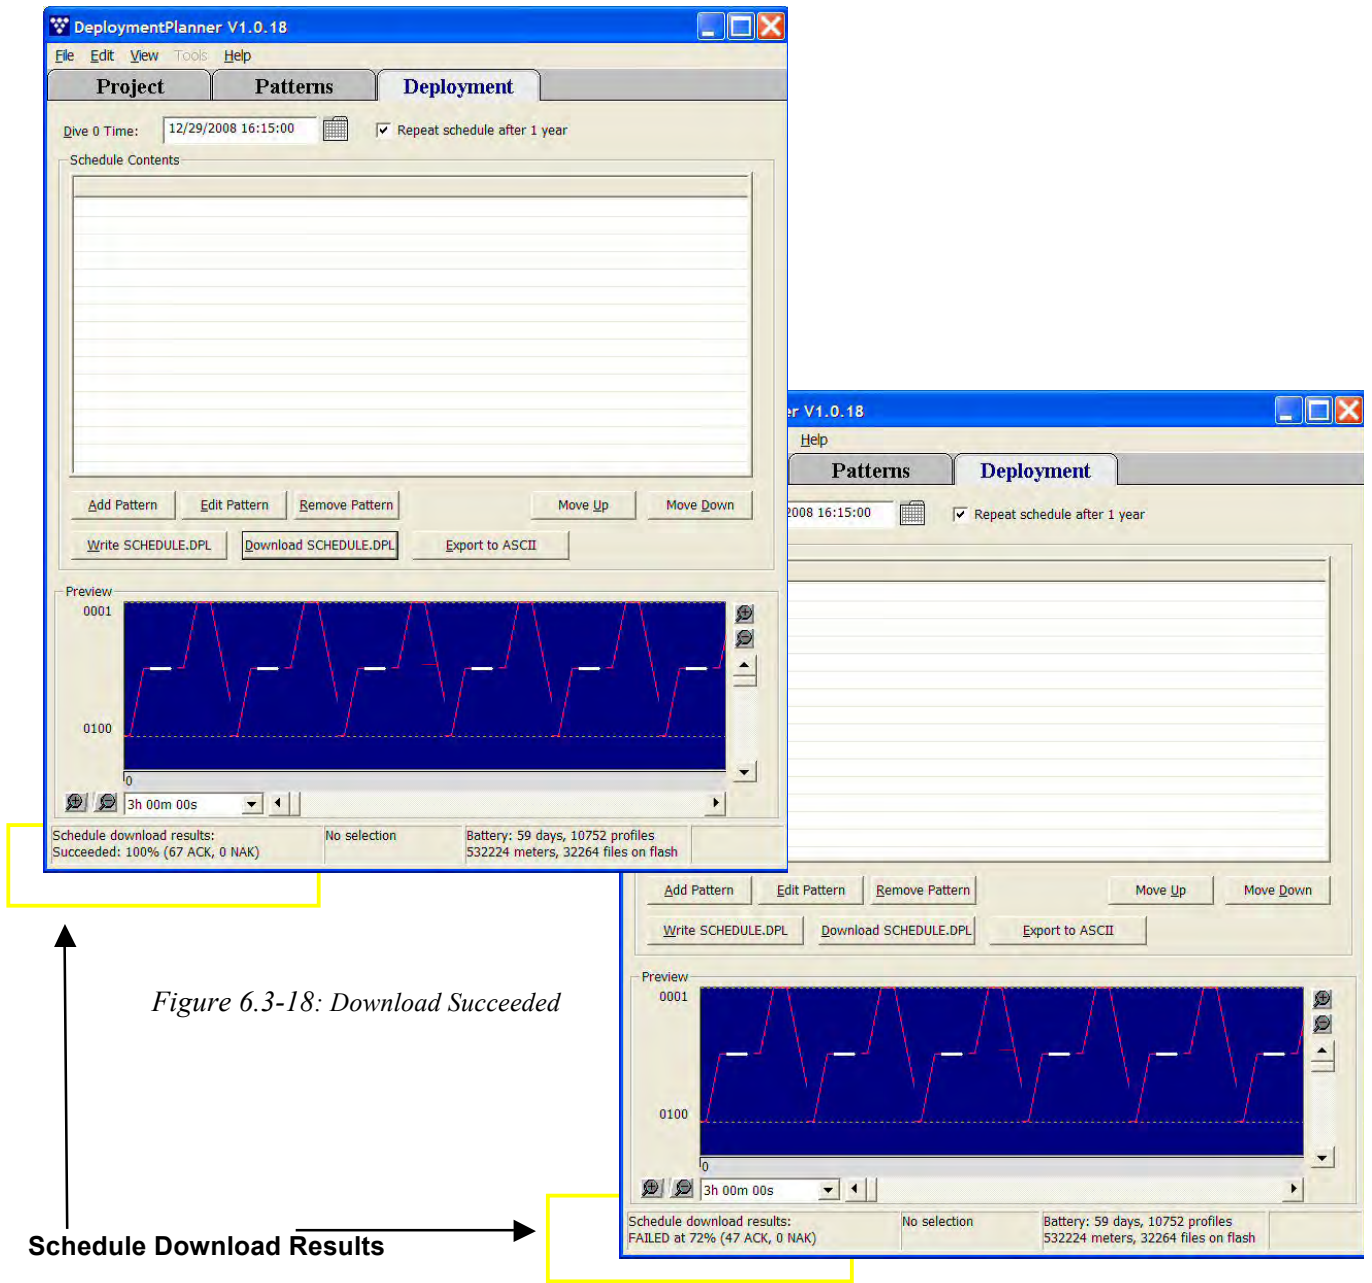 DeploymentPlanner V1.0.18
File Edit View Tools Help
Project Patterns Deployment
Dive 0 Time: 12/29/2008 16:15:00 Repeat schedule after 1 year
Schedule Contents
Add Pattern Edit Pattern Remove Pattern Move Up Move Down
Write SCHEDULE.DPL Download SCHEDULE.DPL Export to ASCII
Preview
0001
0100
0
3h 00m 00s
Schedule download results: No selection Battery: 59 days, 10752 profiles
Succeeded: 100% (67 ACK, 0 NAK) 532224 meters, 32264 files on flash
er V1.0.18
Help
Patterns Deployment
2008 16:15:00 Repeat schedule after 1 year
Add Pattern Edit Pattern Remove Pattern Move Up Move Down
Write SCHEDULE.DPL Download SCHEDULE.DPL Export to ASCII
Preview
0001
0100
0
3h 00m 00s
Schedule download results: No selection Battery: 59 days, 10752 profiles
FAILED at 72% (47 ACK, 0 NAK) 532224 meters, 32264 files on flash
Figure 6.3-18: Download Succeeded
Schedule Download Results